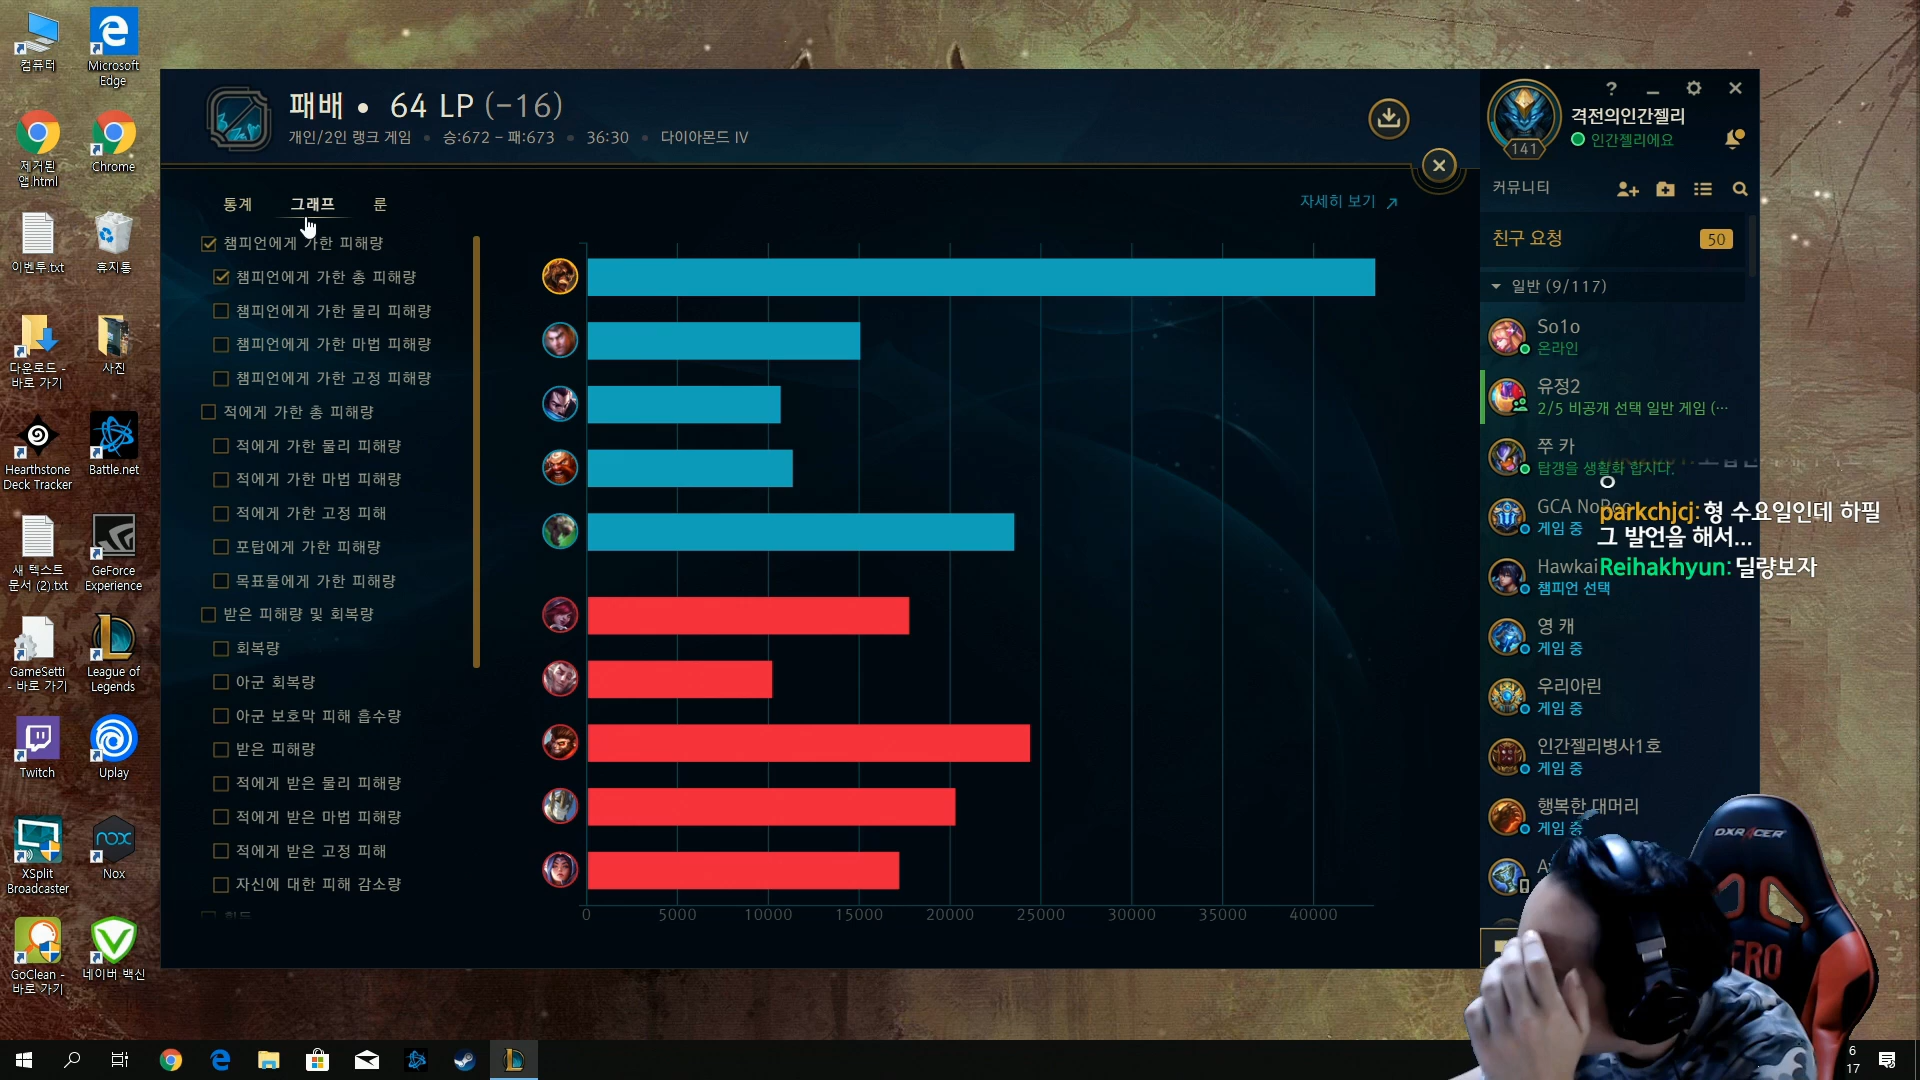 컴퓨터
Microsoft
Edge
제거된
앱.html
Chrome
이벤투.txt
휴지통
다운로드 -
바로 가기
사진
Hearthstone
Deck Tracker
Battle.net
새 텍스트
문서 (2).txt
GeForce
Experience
GameSetti
- 바로 가기
League of
Legends
Twitch
Uplay
XSplit
Broadcaster
nox
Nox
GoClean -
바로 가기
네이버 백신
패배 • 64 LP (-16)
개인/2인 랭크 게임 • 승:672 - 패:673 • 36:30 • 다이아몬드 IV
통계
그래프
룬
자세히 보기
챔피언에게 가한 피해량
챔피언에게 가한 총 피해량
챔피언에게 가한 물리 피해량
챔피언에게 가한 마법 피해량
챔피언에게 가한 고정 피해량
적에게 가한 총 피해량
적에게 가한 물리 피해량
적에게 가한 마법 피해량
적에게 가한 고정 피해
포탑에게 가한 피해량
목표물에게 가한 피해량
받은 피해량 및 회복량
회복량
아군 회복량
아군 보호막 피해 흡수량
받은 피해량
적에게 받은 물리 피해량
적에게 받은 마법 피해량
적에게 받은 고정 피해
자신에 대한 피해 감소량
0 5000 10000 15000 20000 25000 30000 35000 40000
?
141
격전의인간젤리
인간젤리에요
커뮤니티
친구 요청
50
일반 (9/117)
So1o
온라인
유정2
2/5 비공개 선택 일반 게임 (…
쭈 카
탑갱을 생활화 합시다.
GCA
게임 중
Hawkai
챔피언 선택
영 캐
게임 중
우리아린
게임 중
인간젤리병사1호
게임 중
행복한 대머리
게임 중
ㅇ
parkchjcj: 형 수요일인데 하필
그 발언을 해서...
Reihakhyun: 딜량보자
DXRACER
6
17